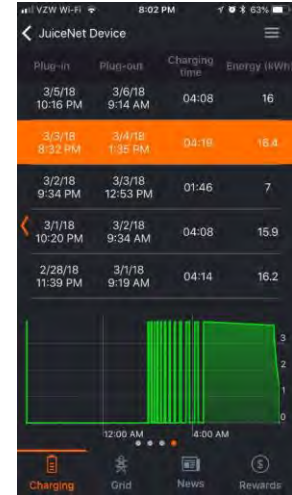 VZW Wi-Fi 8:02 PM 63%
JuiceNet Device
Plug-in Plug-out Charging time Energy (kWh)
3/5/18 3/6/18
10:16 PM 9:14 AM 04:08 16
3/3/18 3/4/18
8:32 PM 1:35 PM 04:18 16.4
3/2/18 3/3/18
9:34 PM 12:53 PM 01:46 7
3/1/18 3/2/18
10:20 PM 9:34 AM 04:08 15.9
2/28/18 3/1/18
11:39 PM 9:19 AM 04:14 16.2
3
2
1
0
12:00 AM 4:00 AM
Charging Grid News Rewards